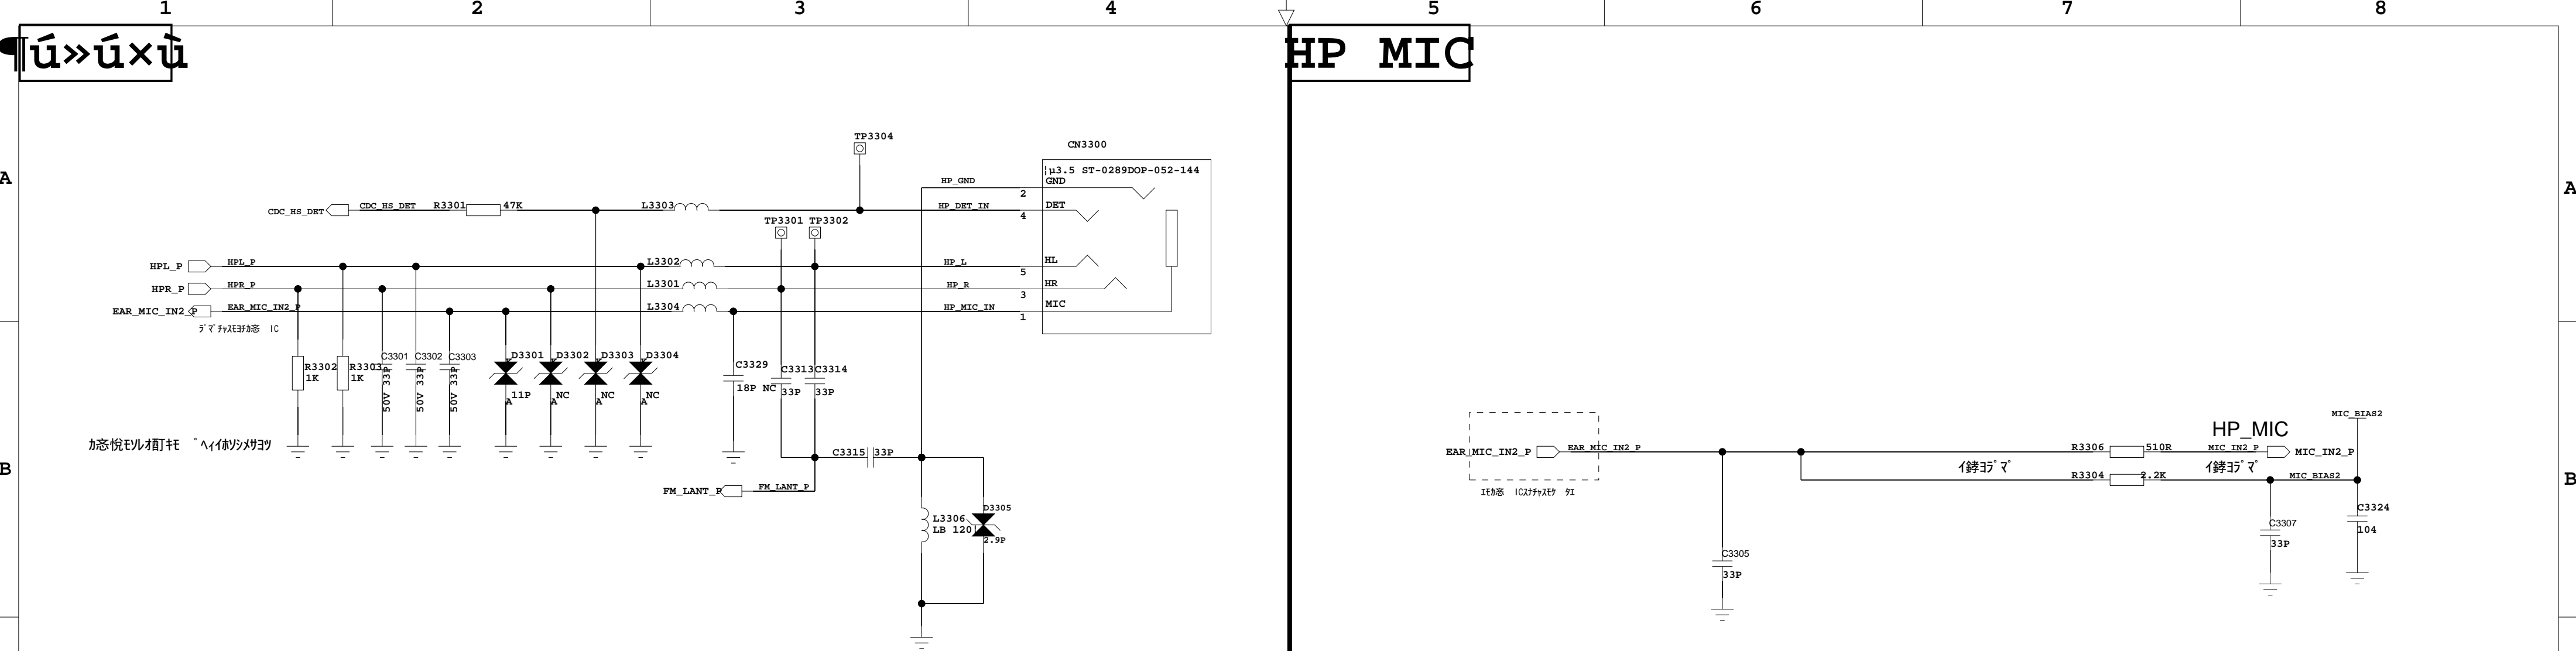 1 2 3 4 5 6 7 8
¶ú»ú×ù
HP MIC
A
A
TP3304
CN3300
¦µ3.5 ST-0289DOP-052-144
HP_GND
GND
2
CDC_HS_DET
CDC_HS_DET
R3301
47K
L3303
HP_DET_IN
DET
4
TP3301 TP3302
HPL_P
HPL_P
L3302
HP_L
HL
5
HPR_P
HPR_P
L3301
HP_R
HR
3
EAR_MIC_IN2_P
EAR_MIC_IN2_P
L3304
HP_MIC_IN
MIC
1
R3302
1K
R3303
1K
C3301
50V 33P
C3302
50V 33P
C3303
50V 33P
D3301
11P
A
D3302
NC
A
D3303
NC
A
D3304
NC
A
C3329
18P NC
C3313
33P
C3314
33P
B
B
C3315
33P
FM_LANT_P
FM_LANT_P
L3306
LB 120
D3305
2.9P
MIC_BIAS2
HP_MIC
EAR_MIC_IN2_P
EAR_MIC_IN2_P
R3306
510R
MIC_IN2_P
MIC_IN2_P
R3304
2.2K
MIC_BIAS2
C3305
33P
C3307
33P
C3324
104